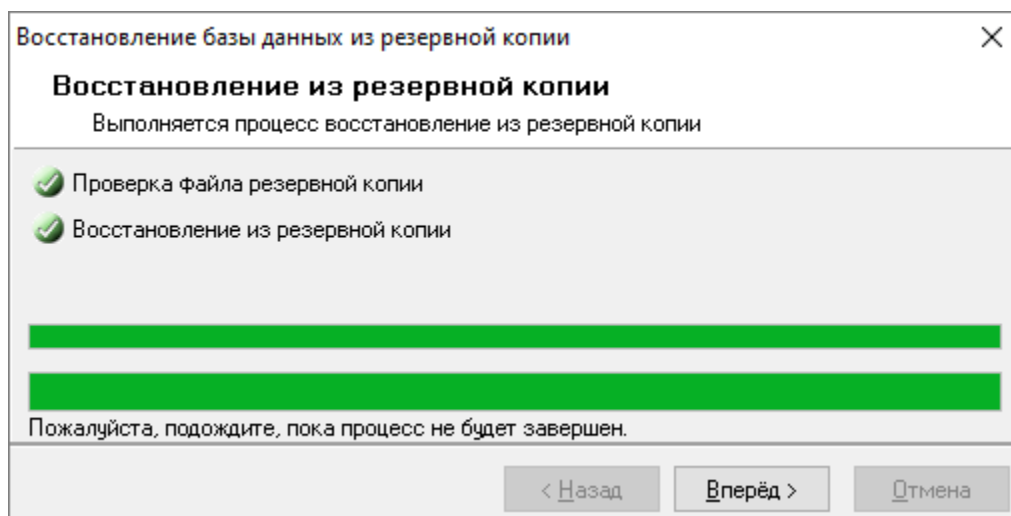 Восстановление базы данных из резервной копии
Восстановление из резервной копии
Выполняется процесс восстановление из резервной копии
Проверка файла резервной копии
Восстановление из резервной копии
Пожалуйста, подождите, пока процесс не будет завершен.
< Назад Вперёд > Отмена